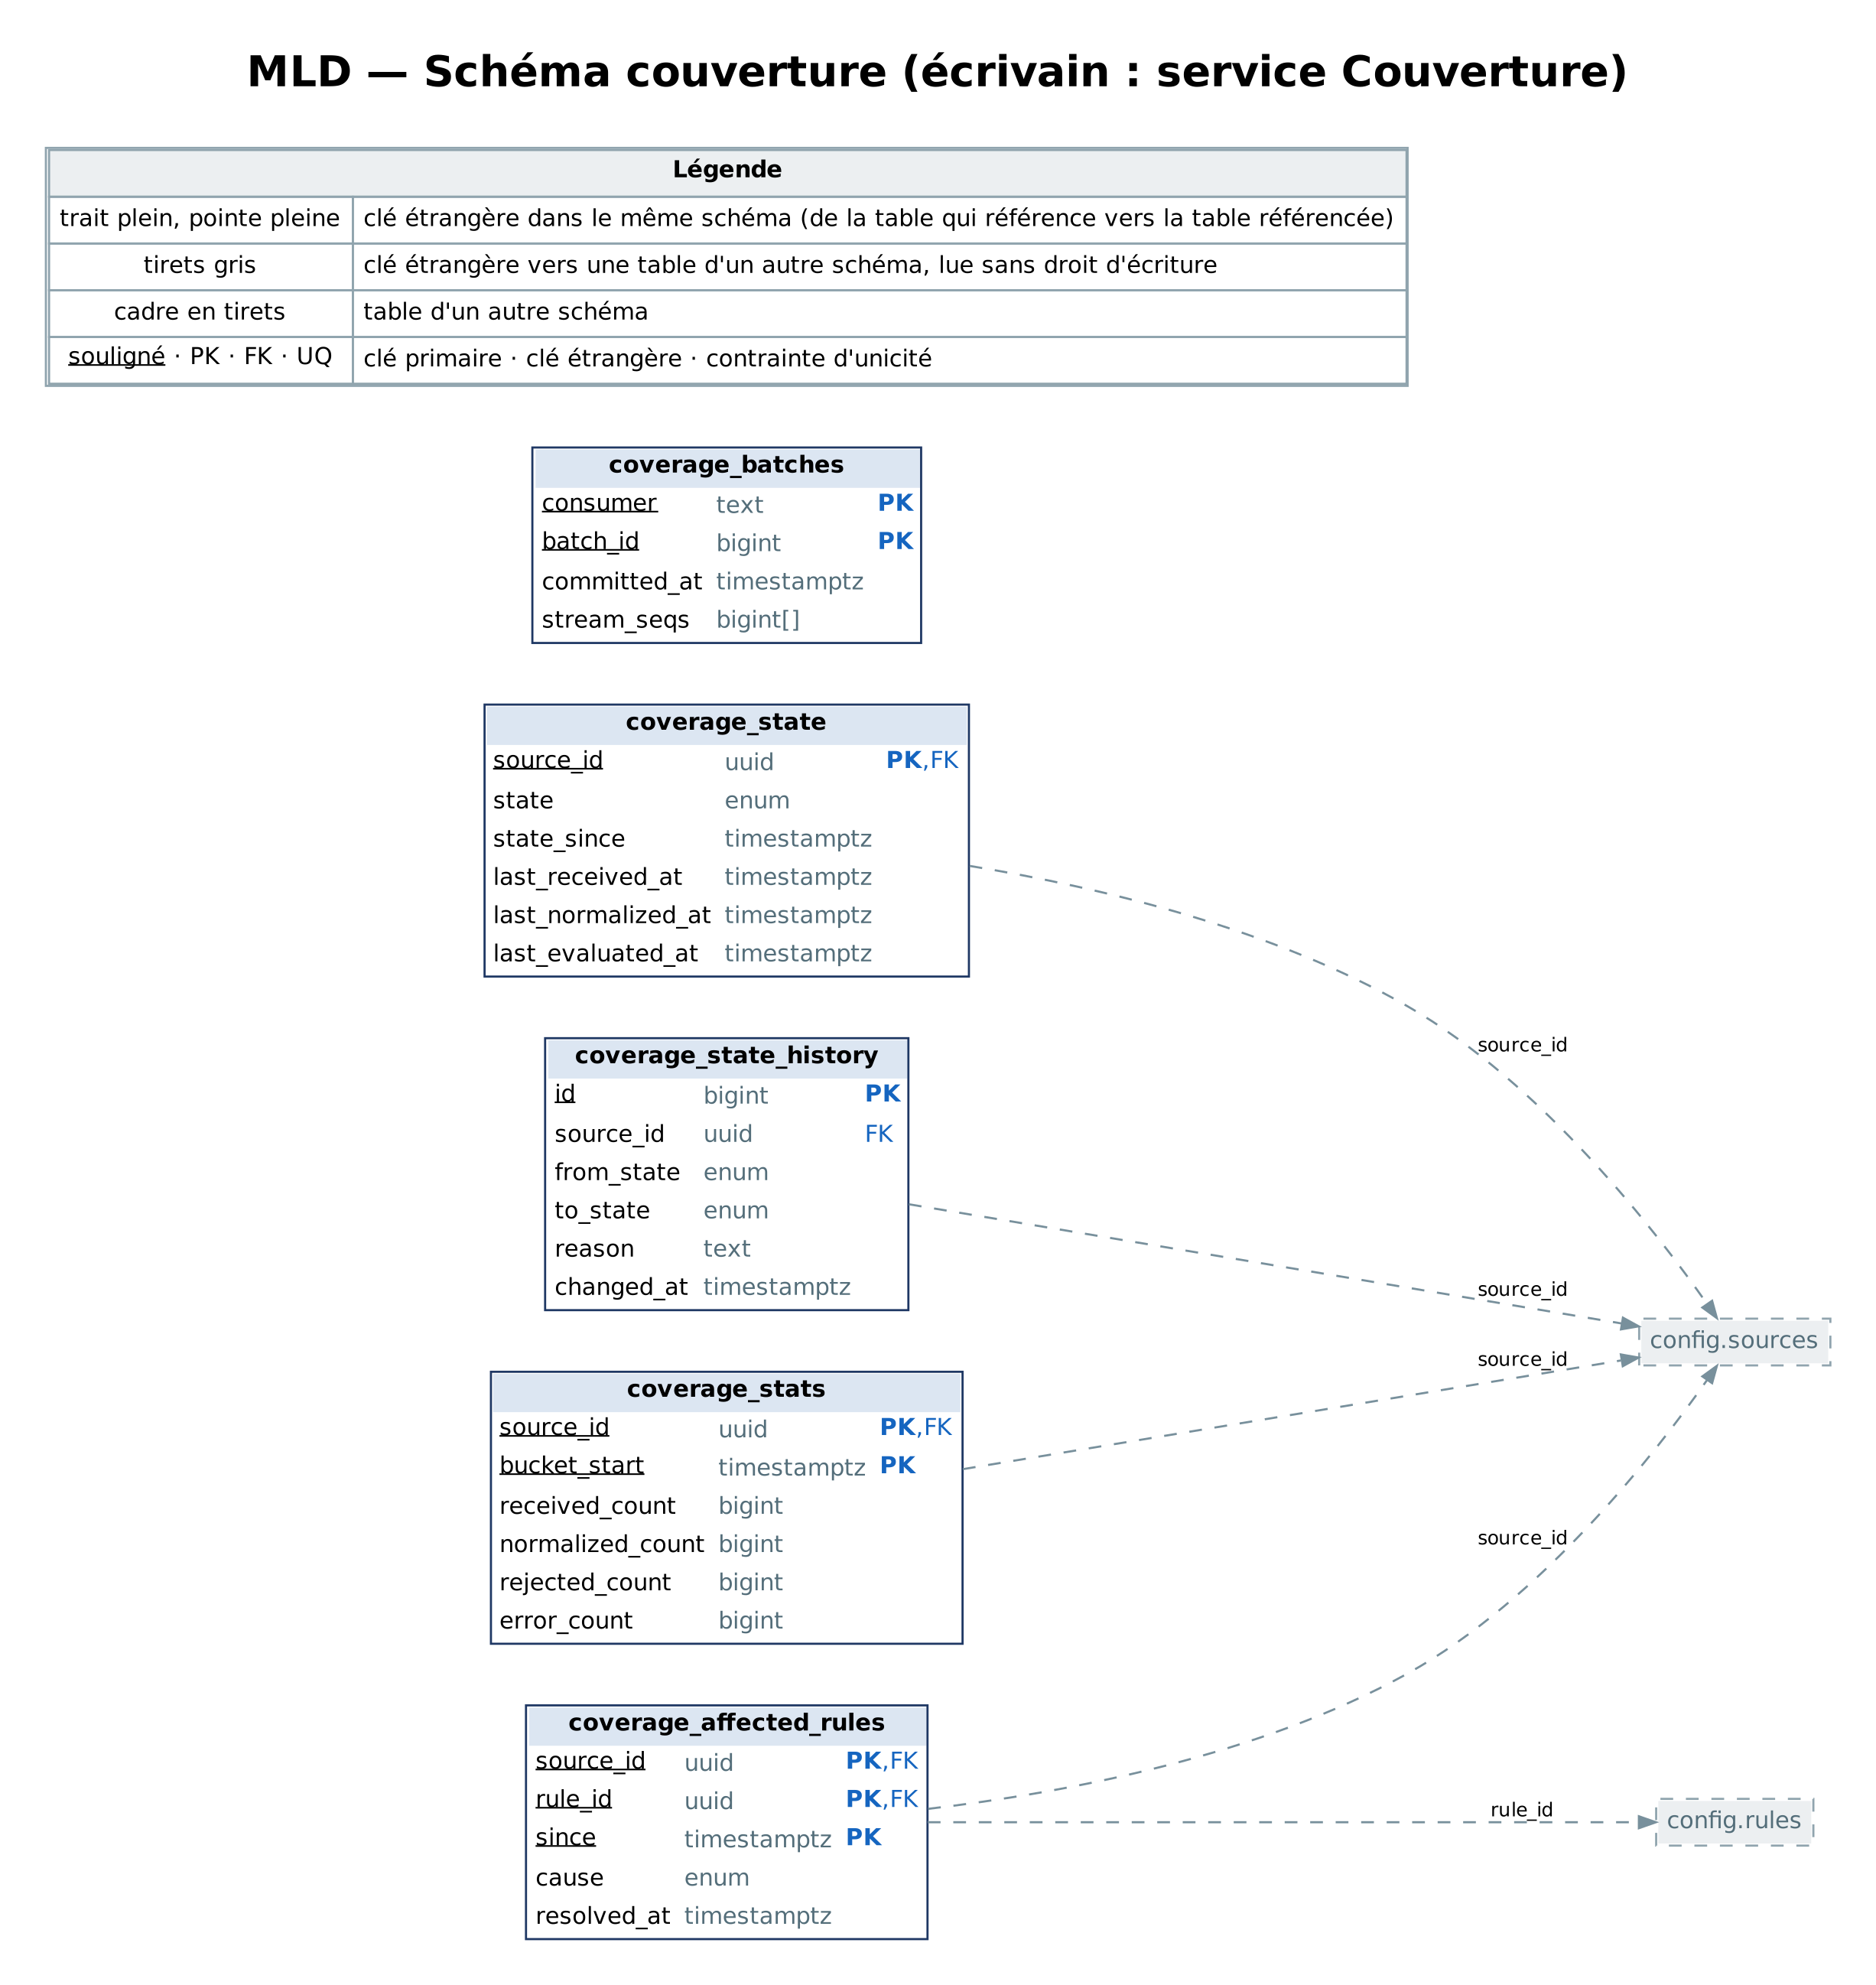 MLD — Schéma couverture (écrivain : service Couverture)
Légende
trait plein, pointe pleine clé étrangère dans le même schéma (de la table qui référence vers la table référencée)
tirets gris clé étrangère vers une table d'un autre schéma, lue sans droit d'écriture
cadre en tirets table d'un autre schéma
souligné · PK · FK · UQ clé primaire · clé étrangère · contrainte d'unicité
coverage_batches
consumer text PK
batch_id bigint PK
committed_at timestamptz
stream_seqs bigint[]
coverage_state
source_id uuid PK,FK
state enum
state_since timestamptz
last_received_at timestamptz
last_normalized_at timestamptz
last_evaluated_at timestamptz
source_id
coverage_state_history
id bigint PK
source_id uuid FK
from_state enum
to_state enum
reason text
changed_at timestamptz
source_id
config.sources
source_id
coverage_stats
source_id uuid PK,FK
bucket_start timestamptz PK
received_count bigint
normalized_count bigint
rejected_count bigint
error_count bigint
source_id
coverage_affected_rules
source_id uuid PK,FK
rule_id uuid PK,FK
since timestamptz PK
cause enum
resolved_at timestamptz
rule_id
config.rules